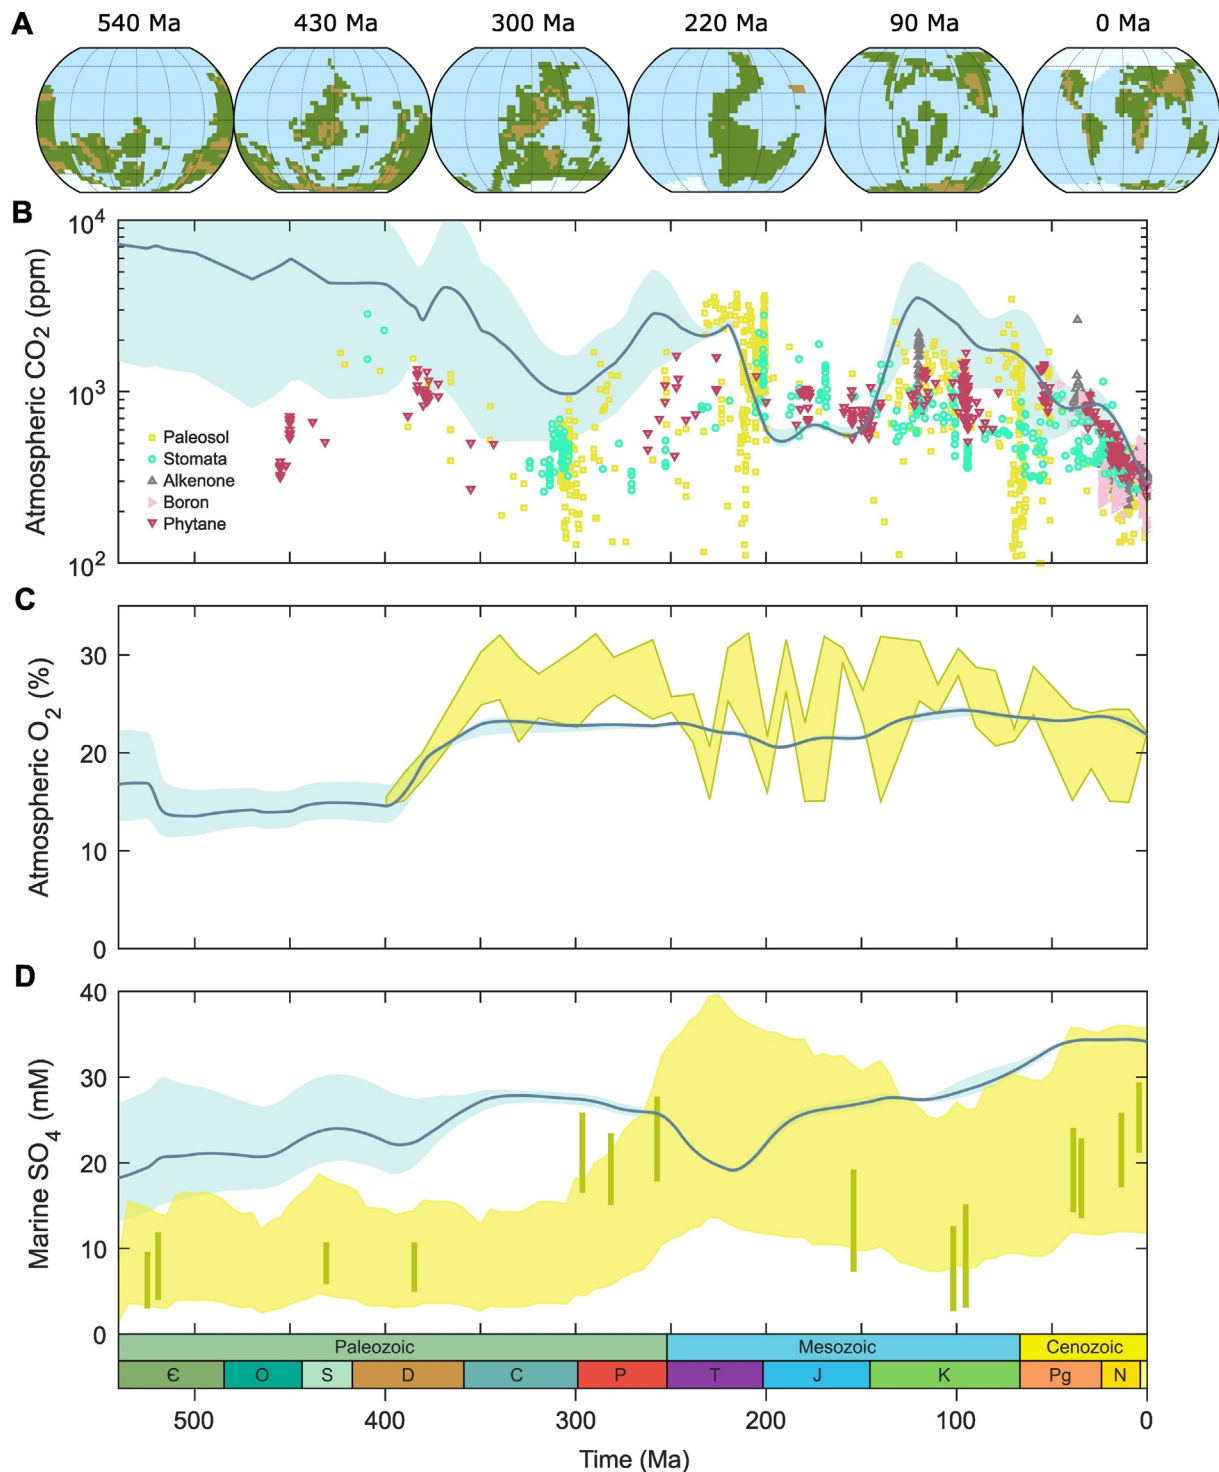 A
540 Ma 430 Ma 300 Ma 220 Ma 90 Ma 0 Ma
B
Atmospheric CO2 (ppm)
10^4
10^3
10^2
Paleosol
Stomata
Alkenone
Boron
Phytane
C
Atmospheric O2 (%)
30
20
10
0
D
Marine SO4 (mM)
40
30
20
10
0
Paleozoic Mesozoic Cenozoic
Є O S D C P T J K Pg N
500 400 300 200 100 0
Time (Ma)